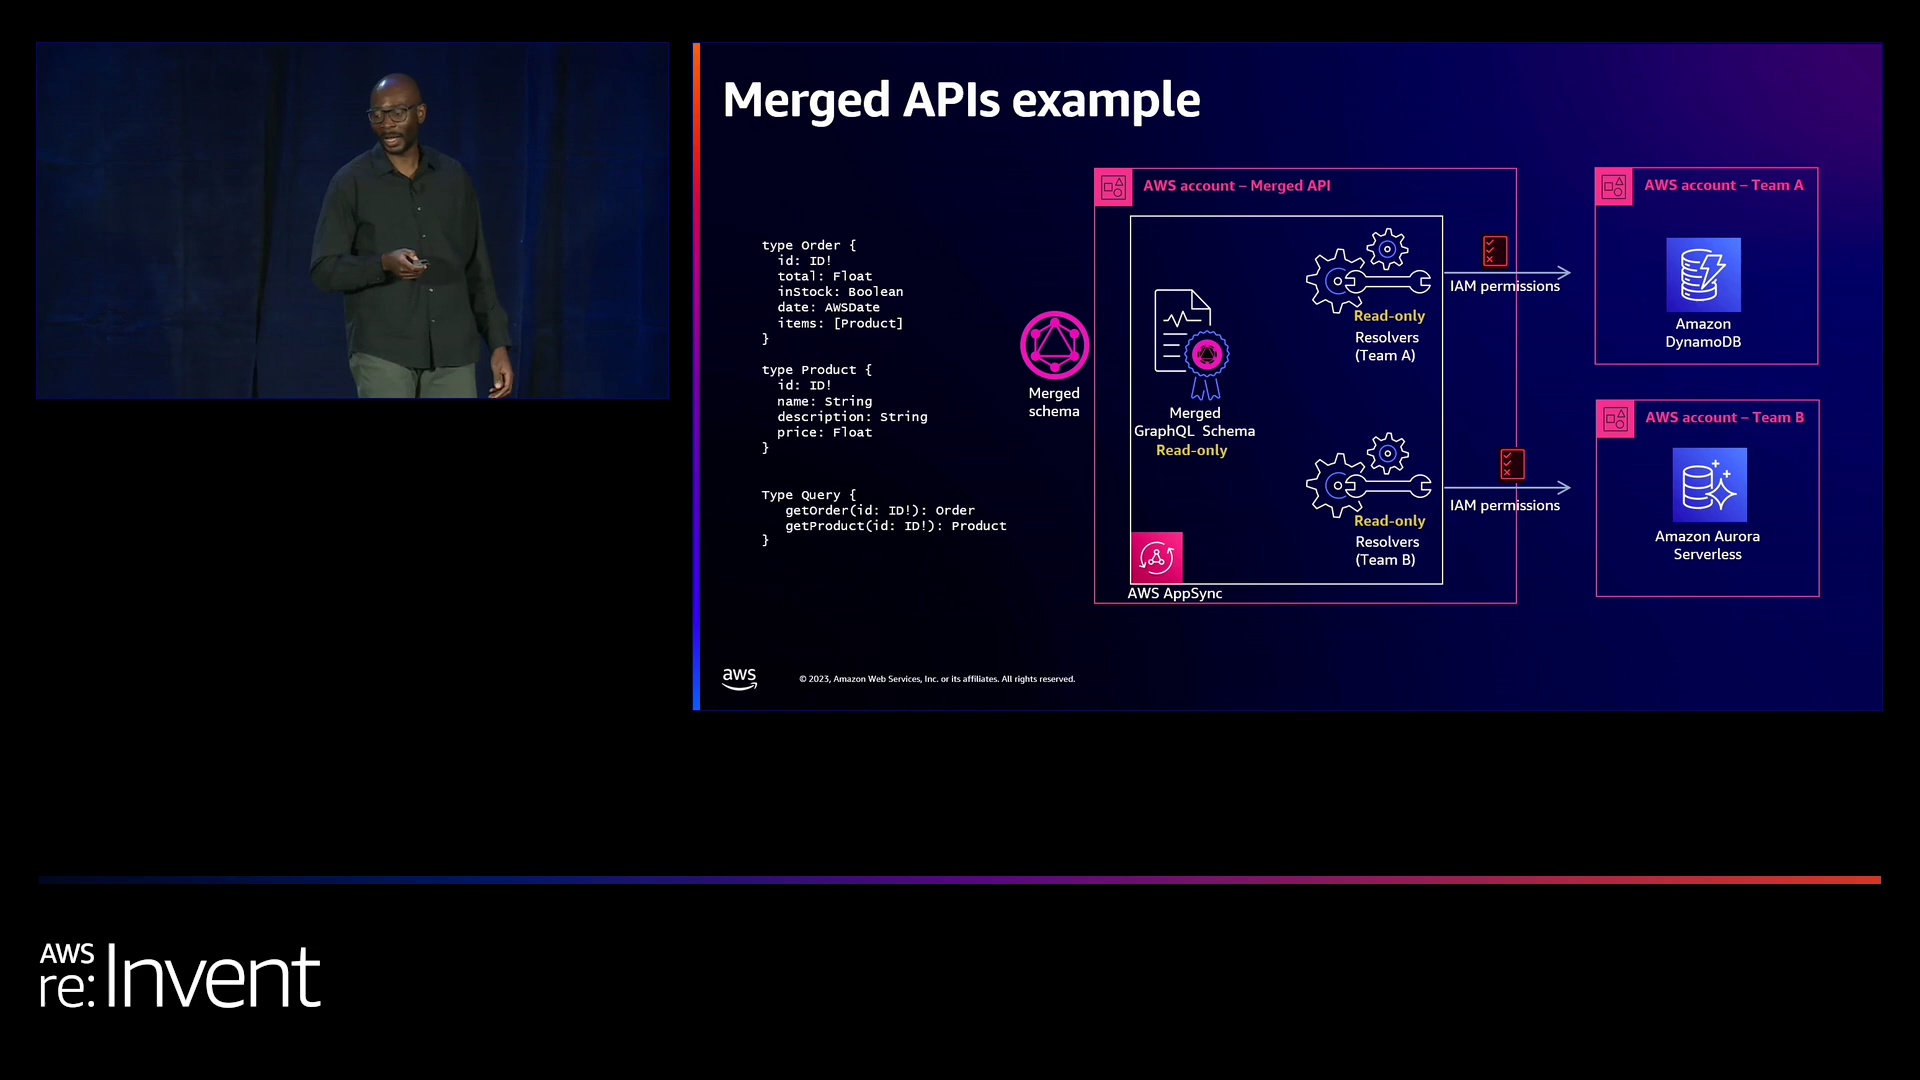 Merged APIs example
type Order {
id: ID!
total: Float
inStock: Boolean
date: AWSDate
items: [Product]
}
type Product {
id: ID!
name: String
description: String
price: Float
}
Type Query {
getOrder(id: ID!): Order
getProduct(id: ID!): Product
}
Merged
schema
AWS account – Merged API
Merged
GraphQL Schema
Read-only
Read-only
Resolvers
(Team A)
Read-only
Resolvers
(Team B)
AWS AppSync
IAM permissions
IAM permissions
AWS account – Team A
Amazon
DynamoDB
AWS account – Team B
Amazon Aurora
Serverless
aws
© 2023, Amazon Web Services, Inc. or its affiliates. All rights reserved.
AWS
re:Invent